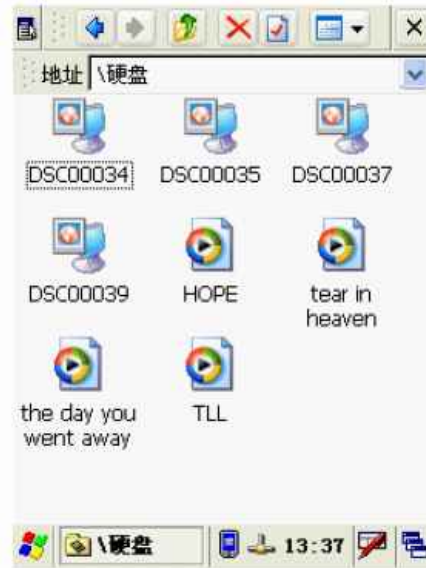 地址 \硬盘
DSC00034 DSC00035 DSC00037
DSC00039 HOPE tear in
heaven
the day you TLL
went away
\硬盘 13:37